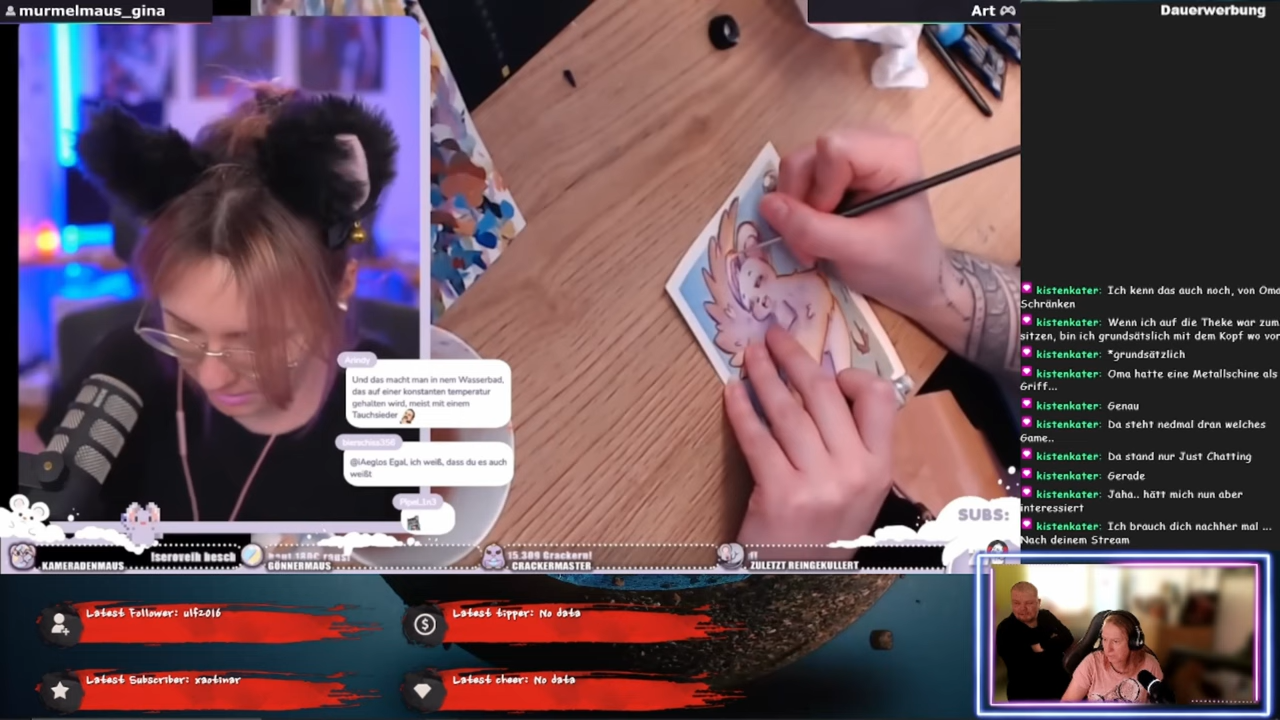 murmelmaus_gina
Art
Dauerwerbung
Anndy
Und das macht man in nem Wasserbad,
das auf einer konstanten temperatur
gehalten wird, meist mit einem
Tauchsieder
@iAegios Egal, ich weiß, dass du es auch
weißt
SUBS:
KAMERADENMAUS
GÖNNERMAUS
15.309 Crackern!
CRACKERMASTER
!!
ZULETZT REINGEKULLERT
kistenkater: Ich kenn das auch noch, von Oma
Schränken
kistenkater: Wenn ich auf die Theke war zum
sitzen, bin ich grundsätslich mit dem Kopf wo vor
kistenkater: *grundsätzlich
kistenkater: Oma hatte eine Metallschine als
Griff...
kistenkater: Genau
kistenkater: Da steht nedmal dran welches
Game..
kistenkater: Da stand nur Just Chatting
kistenkater: Gerade
kistenkater: Jaha.. hätt mich nun aber
interessiert
kistenkater: Ich brauch dich nachher mal ...
Nach deinem Stream
Latest Follower: ulf2016
Latest tipper: No data
Latest Subscriber: xaotinar
Latest cheer: No data